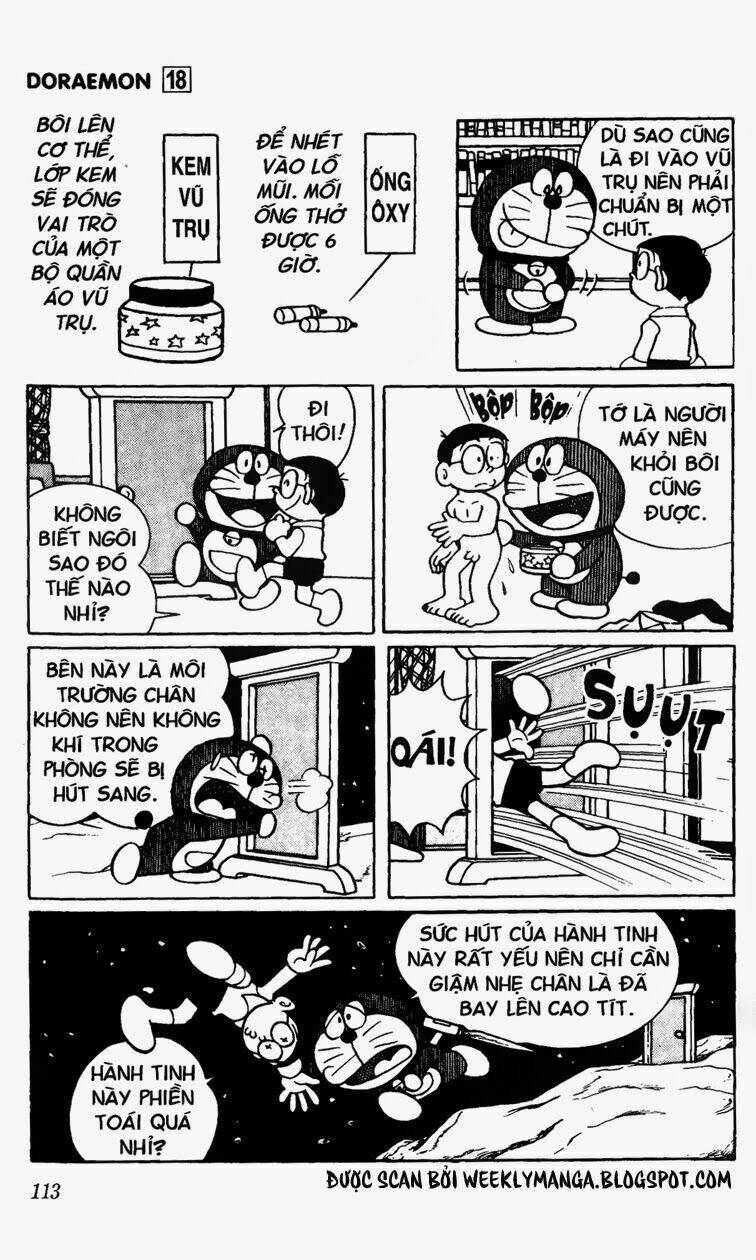 DORAEMON 18
DÙ SAO CŨNG
LÀ ĐI VÀO VŨ
TRỤ NÊN PHẢI
CHUẨN BỊ MỘT
CHÚT.
ỐNG
ÔXY
ĐỂ NHÉT
VÀO LỖ
MŨI. MỖI
ỐNG THỞ
ĐƯỢC 6
GIỜ.
KEM
VŨ
TRỤ
BÔI LÊN
CƠ THỂ,
LỚP KEM
SẼ ĐÓNG
VAI TRÒ
CỦA MỘT
BỘ QUẦN
ÁO VŨ
TRỤ.
TỚ LÀ NGƯỜI
MÁY NÊN
KHỎI BÔI
CŨNG
ĐƯỢC.
BỘP BỘP
ĐI
THÔI!
KHÔNG
BIẾT NGÔI
SAO ĐÓ
THẾ NÀO
NHỈ?
SỤỤT
OÁI!
BÊN NÀY LÀ MÔI
TRƯỜNG CHÂN
KHÔNG NÊN KHÔNG
KHÍ TRONG
PHÒNG SẼ BỊ
HÚT SANG.
SỨC HÚT CỦA HÀNH TINH
NÀY RẤT YẾU NÊN CHỈ CẦN
GIẬM NHẸ CHÂN LÀ ĐÃ
BAY LÊN CAO TÍT.
HÀNH TINH
NÀY PHIỀN
TOÁI QUÁ
NHỈ?
113
ĐƯỢC SCAN BỞI WEEKLYMANGA.BLOGSPOT.COM